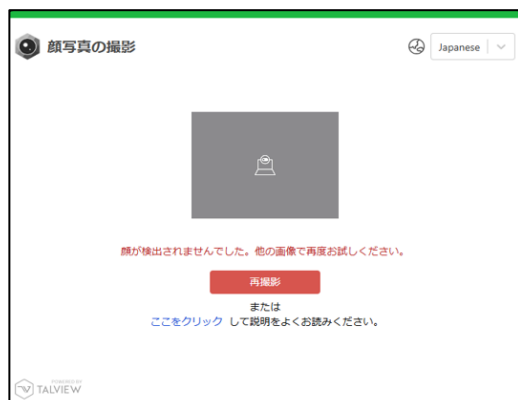 顔写真の撮影
Japanese
顔が検出されませんでした。他の画像で再度お試しください。
再撮影
または
ここをクリック して説明をよくお読みください。
POWERED BY
TALVIEW